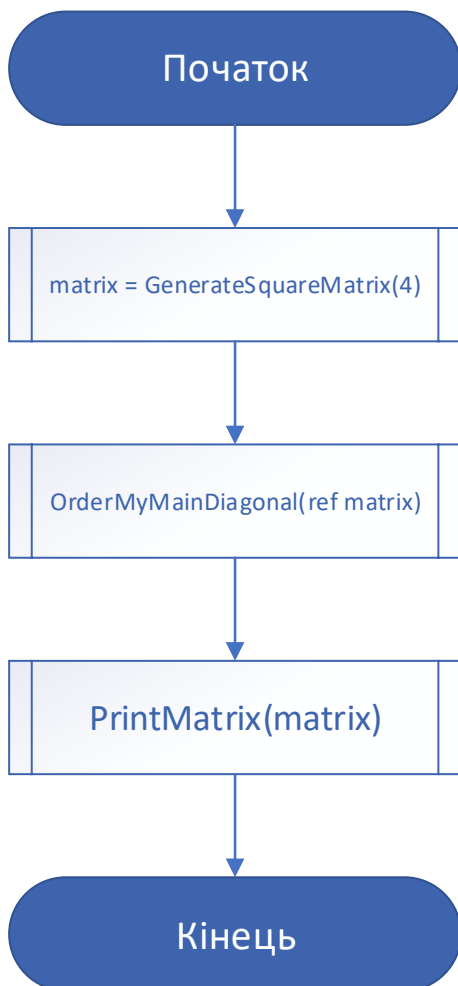 Початок
matrix = GenerateSquareMatrix(4)
OrderMyMainDiagonal(ref matrix)
PrintMatrix(matrix)
Кінець